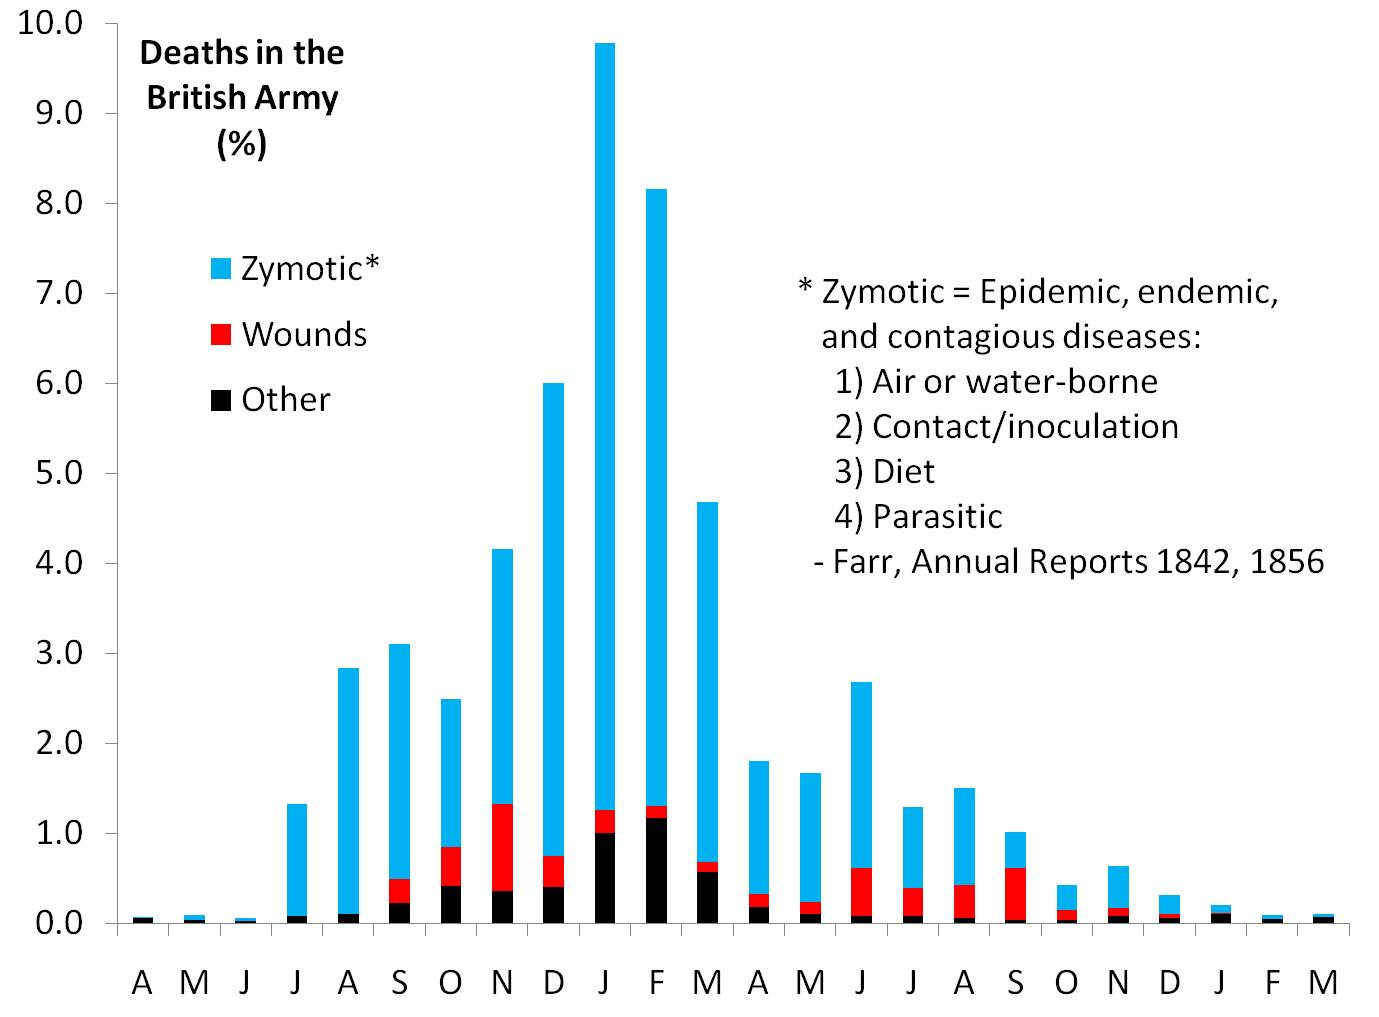 Deaths in the
British Army
(%)
10.0
9.0
8.0
7.0
6.0
5.0
4.0
3.0
2.0
1.0
0.0
Zymotic*
Wounds
Other
* Zymotic = Epidemic, endemic,
and contagious diseases:
1) Air or water-borne
2) Contact/inoculation
3) Diet
4) Parasitic
- Farr, Annual Reports 1842, 1856
A M J J A S O N D J F M A M J J A S O N D J F M